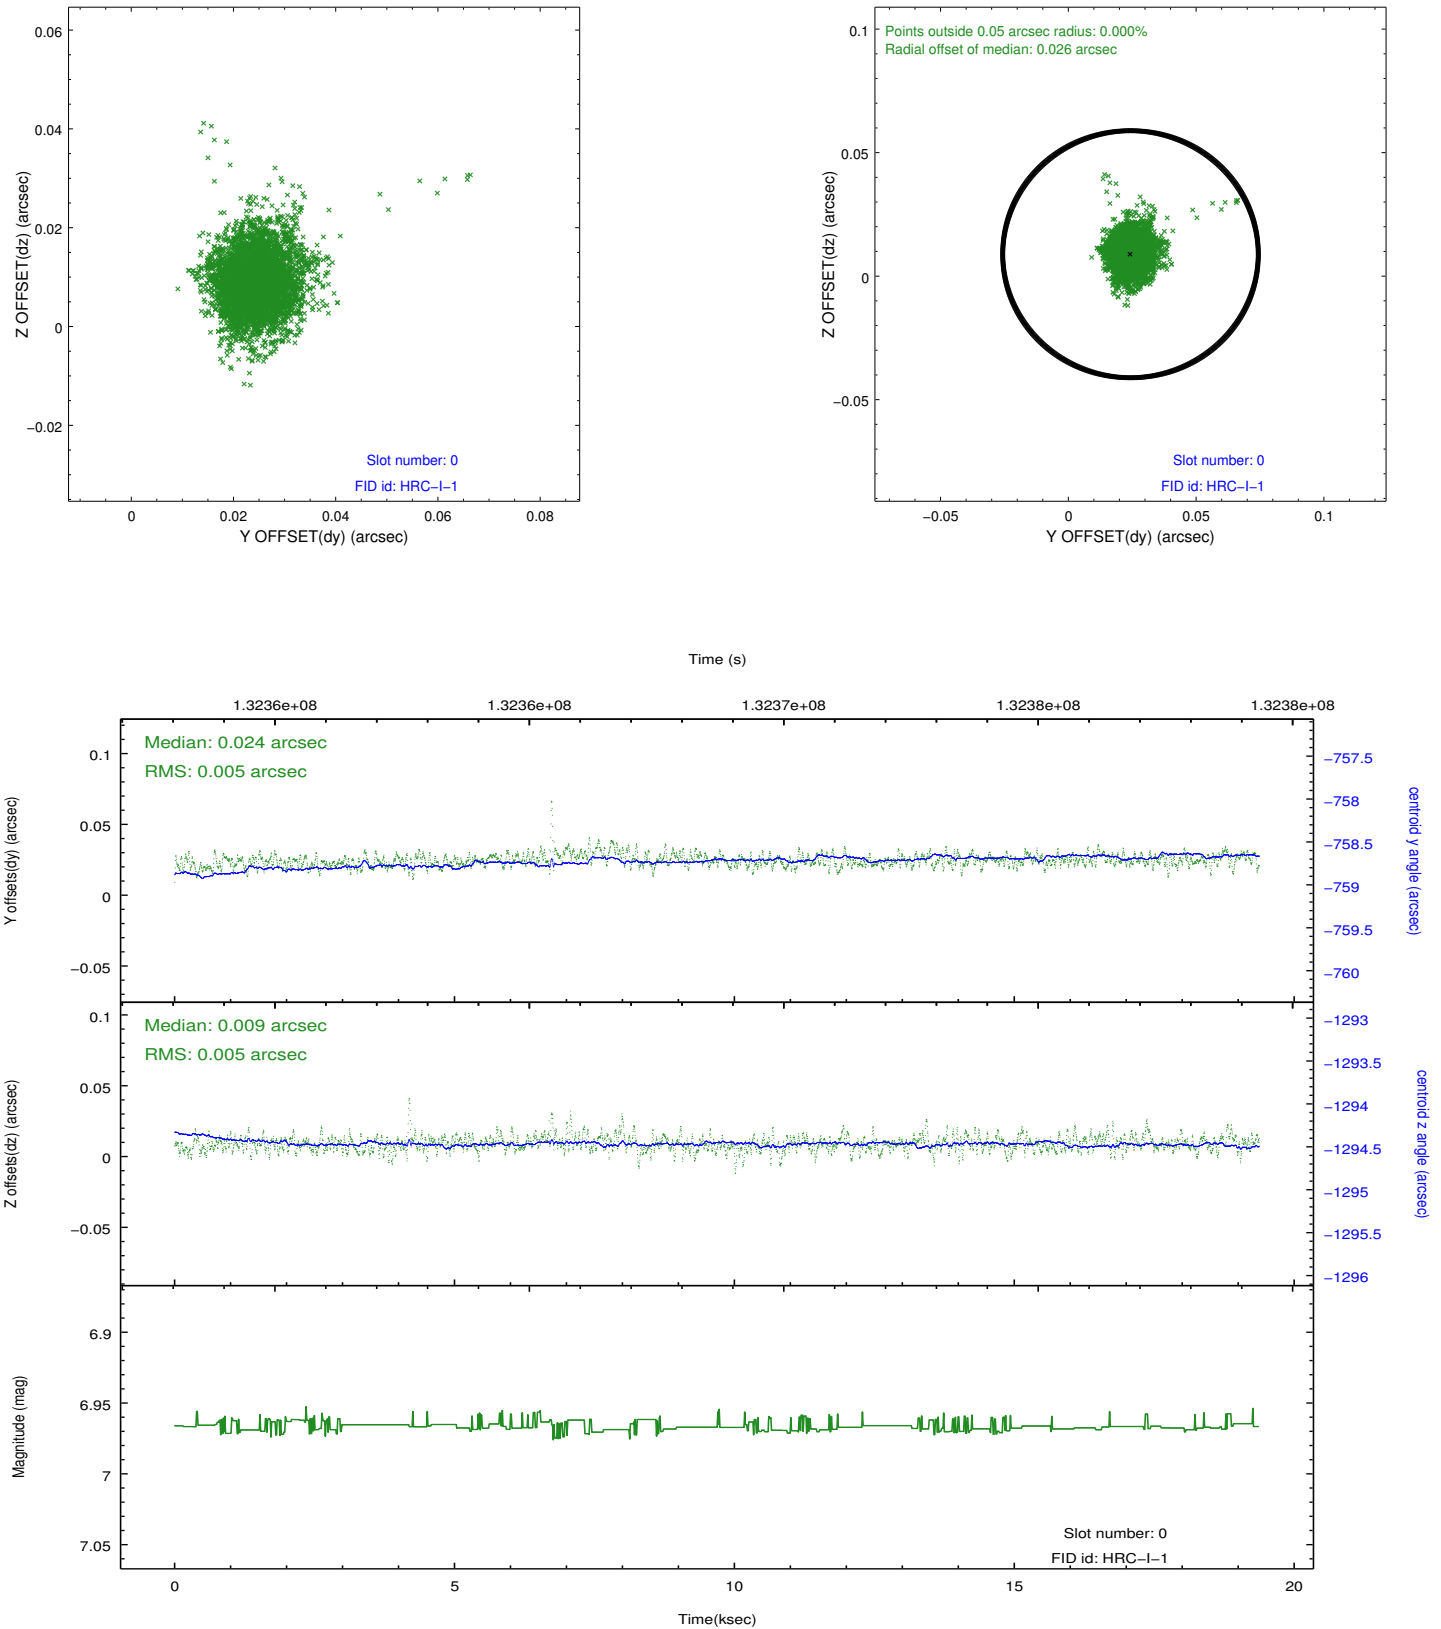 0.06
0.04
0.02
0
−0.02
Z OFFSET(dz) (arcsec)
Slot number: 0
FID id: HRC−I−1
0
0.02
0.04
0.06
0.08
Y OFFSET(dy) (arcsec)
Points outside 0.05 arcsec radius: 0.000%
Radial offset of median: 0.026 arcsec
0.1
0.05
0
−0.05
Z OFFSET(dz) (arcsec)
Slot number: 0
FID id: HRC−I−1
−0.05
0
0.05
0.1
Y OFFSET(dy) (arcsec)
Time (s)
1.3236e+08
1.3236e+08
1.3237e+08
1.3238e+08
1.3238e+08
Median: 0.024 arcsec
RMS: 0.005 arcsec
0.1
0.05
0
−0.05
Y offsets(dy) (arcsec)
−757.5
−758
−758.5
−759
−759.5
−760
centroid y angle (arcsec)
Median: 0.009 arcsec
RMS: 0.005 arcsec
0.1
0.05
0
−0.05
Z offsets(dz) (arcsec)
−1293
−1293.5
−1294
−1294.5
−1295
−1295.5
−1296
centroid z angle (arcsec)
6.9
6.95
7
7.05
Magnitude (mag)
Slot number: 0
FID id: HRC−I−1
0
5
10
15
20
Time(ksec)